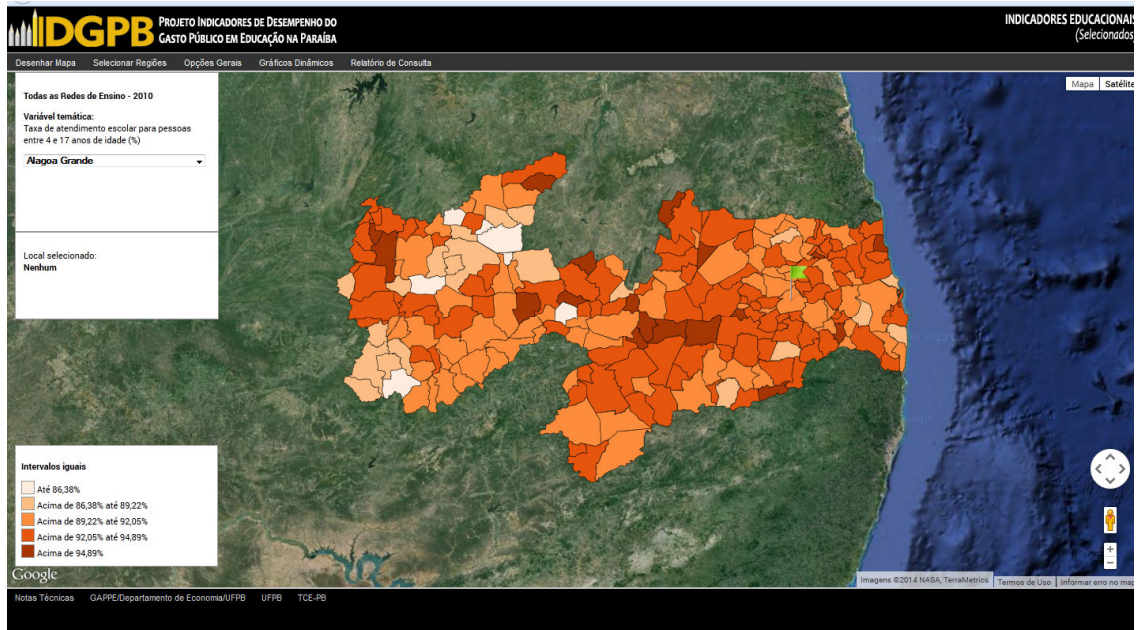 IDGPB
PROJETO INDICADORES DE DESEMPENHO DO
GASTO PÚBLICO EM EDUCAÇÃO NA PARAÍBA
INDICADORES EDUCACIONAIS
(Selecionados)
Desenhar Mapa Selecionar Regiões Opções Gerais Gráficos Dinâmicos Relatório de Consulta
Mapa Satélite
Todas as Redes de Ensino - 2010
Variável temática:
Taxa de atendimento escolar para pessoas
entre 4 e 17 anos de idade (%)
Alagoa Grande
Local selecionado:
Nenhum
Intervalos iguais
Até 86,38%
Acima de 86,38% até 89,22%
Acima de 89,22% até 92,05%
Acima de 92,05% até 94,89%
Acima de 94,89%
Google
Imagens ©2014 NASA, TerraMetrics Termos de Uso Informar erro no map
Notas Técnicas GAPPE/Departamento de Economia/UFPB UFPB TCE-PB